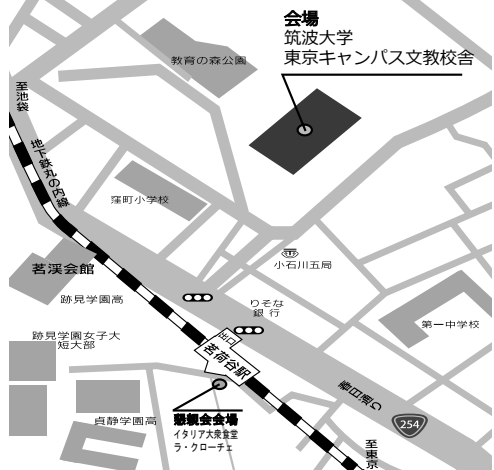 会場
筑波大学
東京キャンパス文教校舎
教育の森公園
至池袋
地下鉄丸の内線
窪町小学校
茗渓会館
小石川五局
跡見学園高
りそな
銀行
第一中学校
跡見学園女子大
短大部
出口
茗荷谷駅
春日通り
254
貞静学園高
懇親会会場
イタリア大衆食堂
ラ・クローチェ
至東京